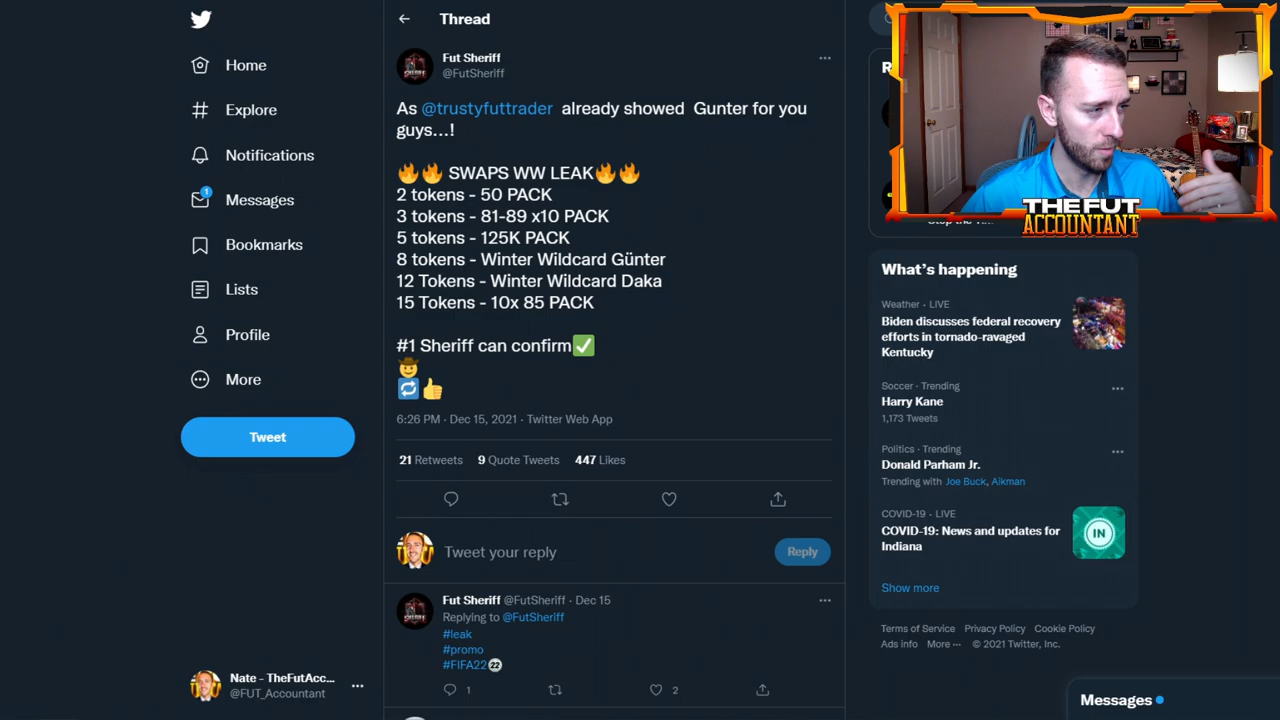 Home
Explore
Notifications
1
Messages
Bookmarks
Lists
Profile
More
Tweet
Nate - TheFutAcc...
@FUT_Accountant
Thread
Fut Sheriff
@FutSheriff
As @trustyfuttrader already showed Gunter for you
guys...!
🔥🔥 SWAPS WW LEAK🔥🔥
2 tokens - 50 PACK
3 tokens - 81-89 x10 PACK
5 tokens - 125K PACK
8 tokens - Winter Wildcard Günter
12 Tokens - Winter Wildcard Daka
15 Tokens - 10x 85 PACK
#1 Sheriff can confirm✅
🤠
🔁👍
6:26 PM · Dec 15, 2021 · Twitter Web App
21 Retweets 9 Quote Tweets 447 Likes
Tweet your reply
Reply
Fut Sheriff @FutSheriff · Dec 15
Replying to @FutSheriff
#leak
#promo
#FIFA22
1 2
THE FUT
ACCOUNTANT
What's happening
Weather · LIVE
Biden discusses federal recovery
efforts in tornado-ravaged
Kentucky
Soccer · Trending
Harry Kane
1,173 Tweets
Politics · Trending
Donald Parham Jr.
Trending with Joe Buck, Aikman
COVID-19 · LIVE
COVID-19: News and updates for
Indiana
IN
Show more
Terms of Service Privacy Policy Cookie Policy
Ads info More ··· © 2021 Twitter, Inc.
Messages